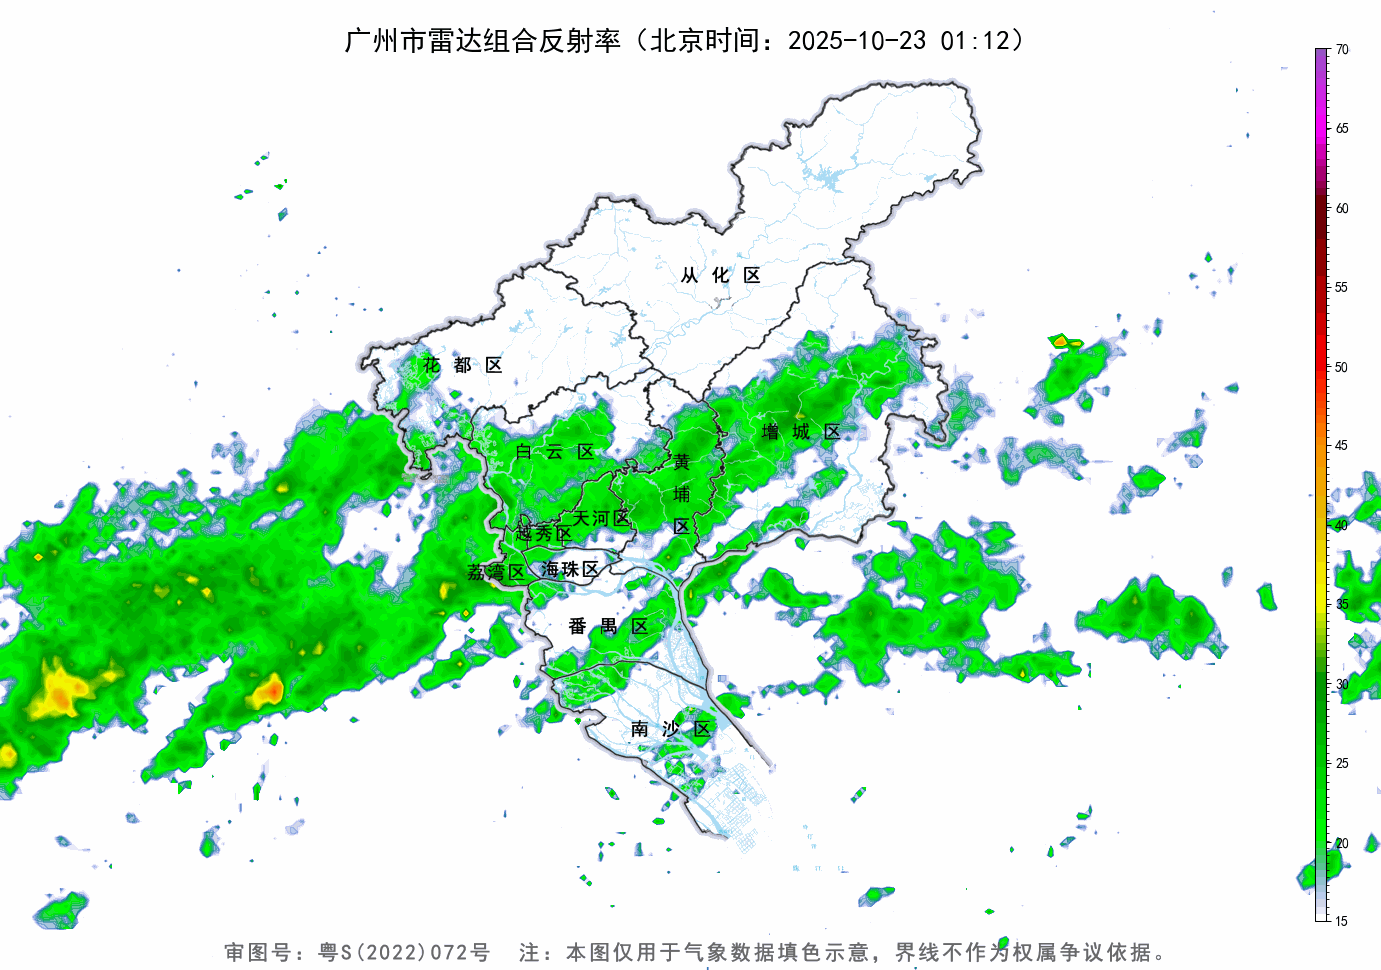 广州市雷达组合反射率（北京时间：2025-10-23 01:12）
70
65
60
55
50
45
40
35
30
25
20
15
从化区
花都区
增城区
白云区
黄埔区
天河区
越秀区
荔湾区
海珠区
番禺区
南沙区
审图号：粤S(2022)072号 注：本图仅用于气象数据填色示意，界线不作为权属争议依据。